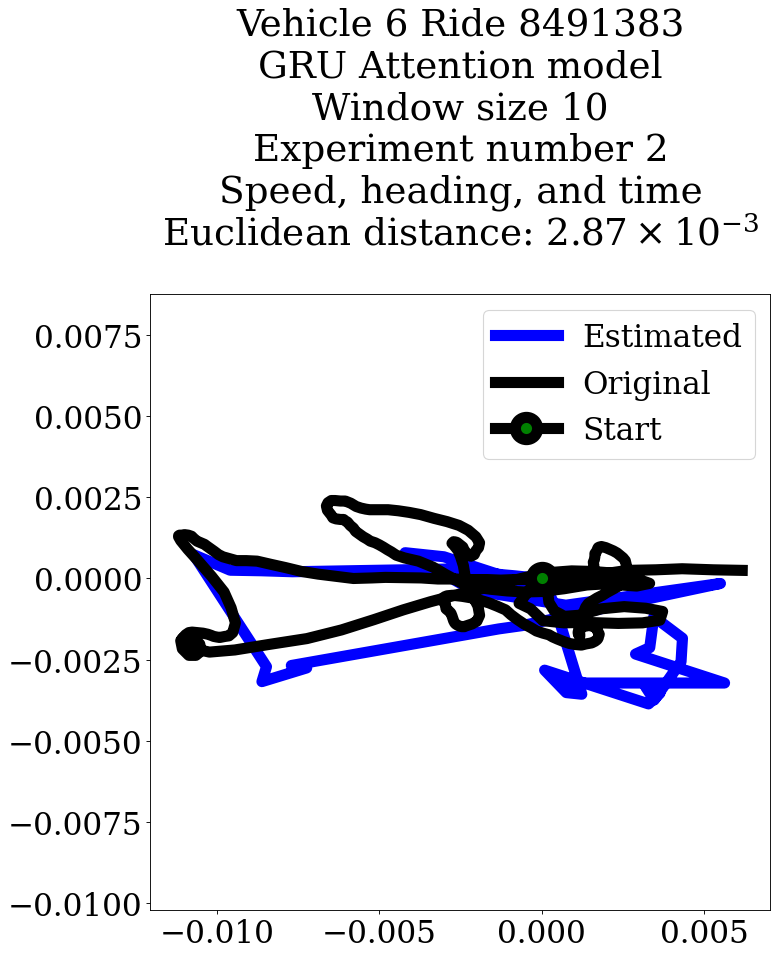 Vehicle 6 Ride 8491383
GRU Attention model
Window size 10
Experiment number 2
Speed, heading, and time
Euclidean distance: 2.87 × 10⁻³
Estimated
Original
Start
0.0075
0.0050
0.0025
0.0000
−0.0025
−0.0050
−0.0075
−0.0100
−0.010 −0.005 0.000 0.005